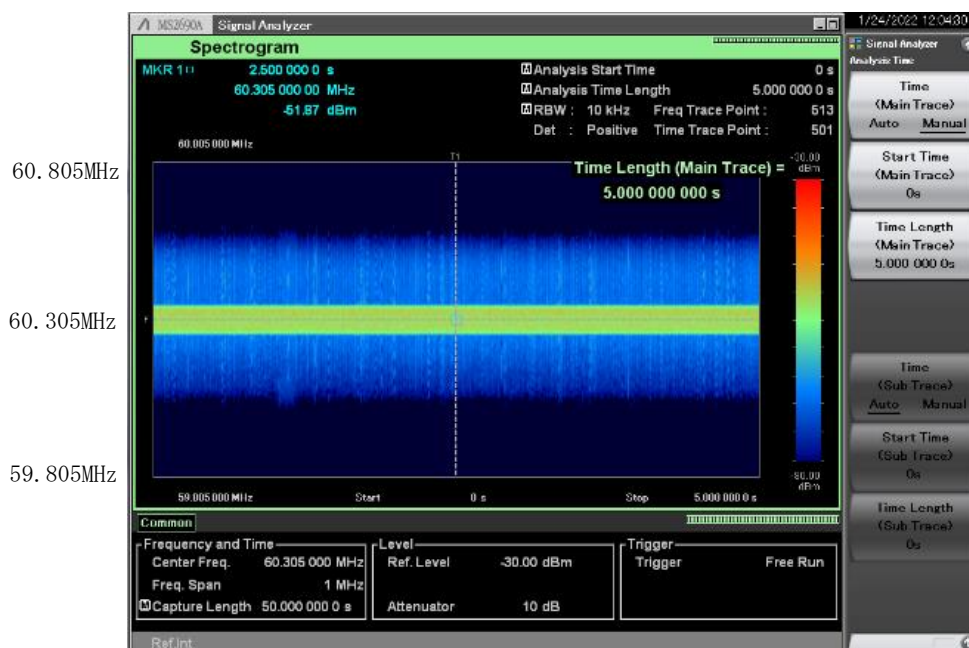 MS2690A Signal Analyzer
1/24/2022 12:04:30
Spectrogram
MKR 1 2.500 000 0 s
60.305 000 00 MHz
-51.87 dBm
A Analysis Start Time 0 s
A Analysis Time Length 5.000 000 0 s
A RBW : 10 kHz Freq Trace Point : 513
Det : Positive Time Trace Point : 501
60.805MHz
60.305MHz
59.805MHz
60.005 000 MHz
T1
Time Length (Main Trace) =
5.000 000 000 s
-30.00
dBm
-80.00
dBm
59.005 000 MHz Start 0 s Stop 5.000 000 0 s
Common
Frequency and Time
Center Freq. 60.305 000 MHz
Freq. Span 1 MHz
A Capture Length 50.000 000 0 s
Level
Ref. Level -30.00 dBm
Attenuator 10 dB
Trigger
Trigger Free Run
Ref.Int
Signal Analyzer
Analysis Time
Time
(Main Trace)
Auto Manual
Start Time
(Main Trace)
0s
Time Length
(Main Trace)
5.000 000 0s
Time
(Sub Trace)
Auto Manual
Start Time
(Sub Trace)
0s
Time Length
(Sub Trace)
0s